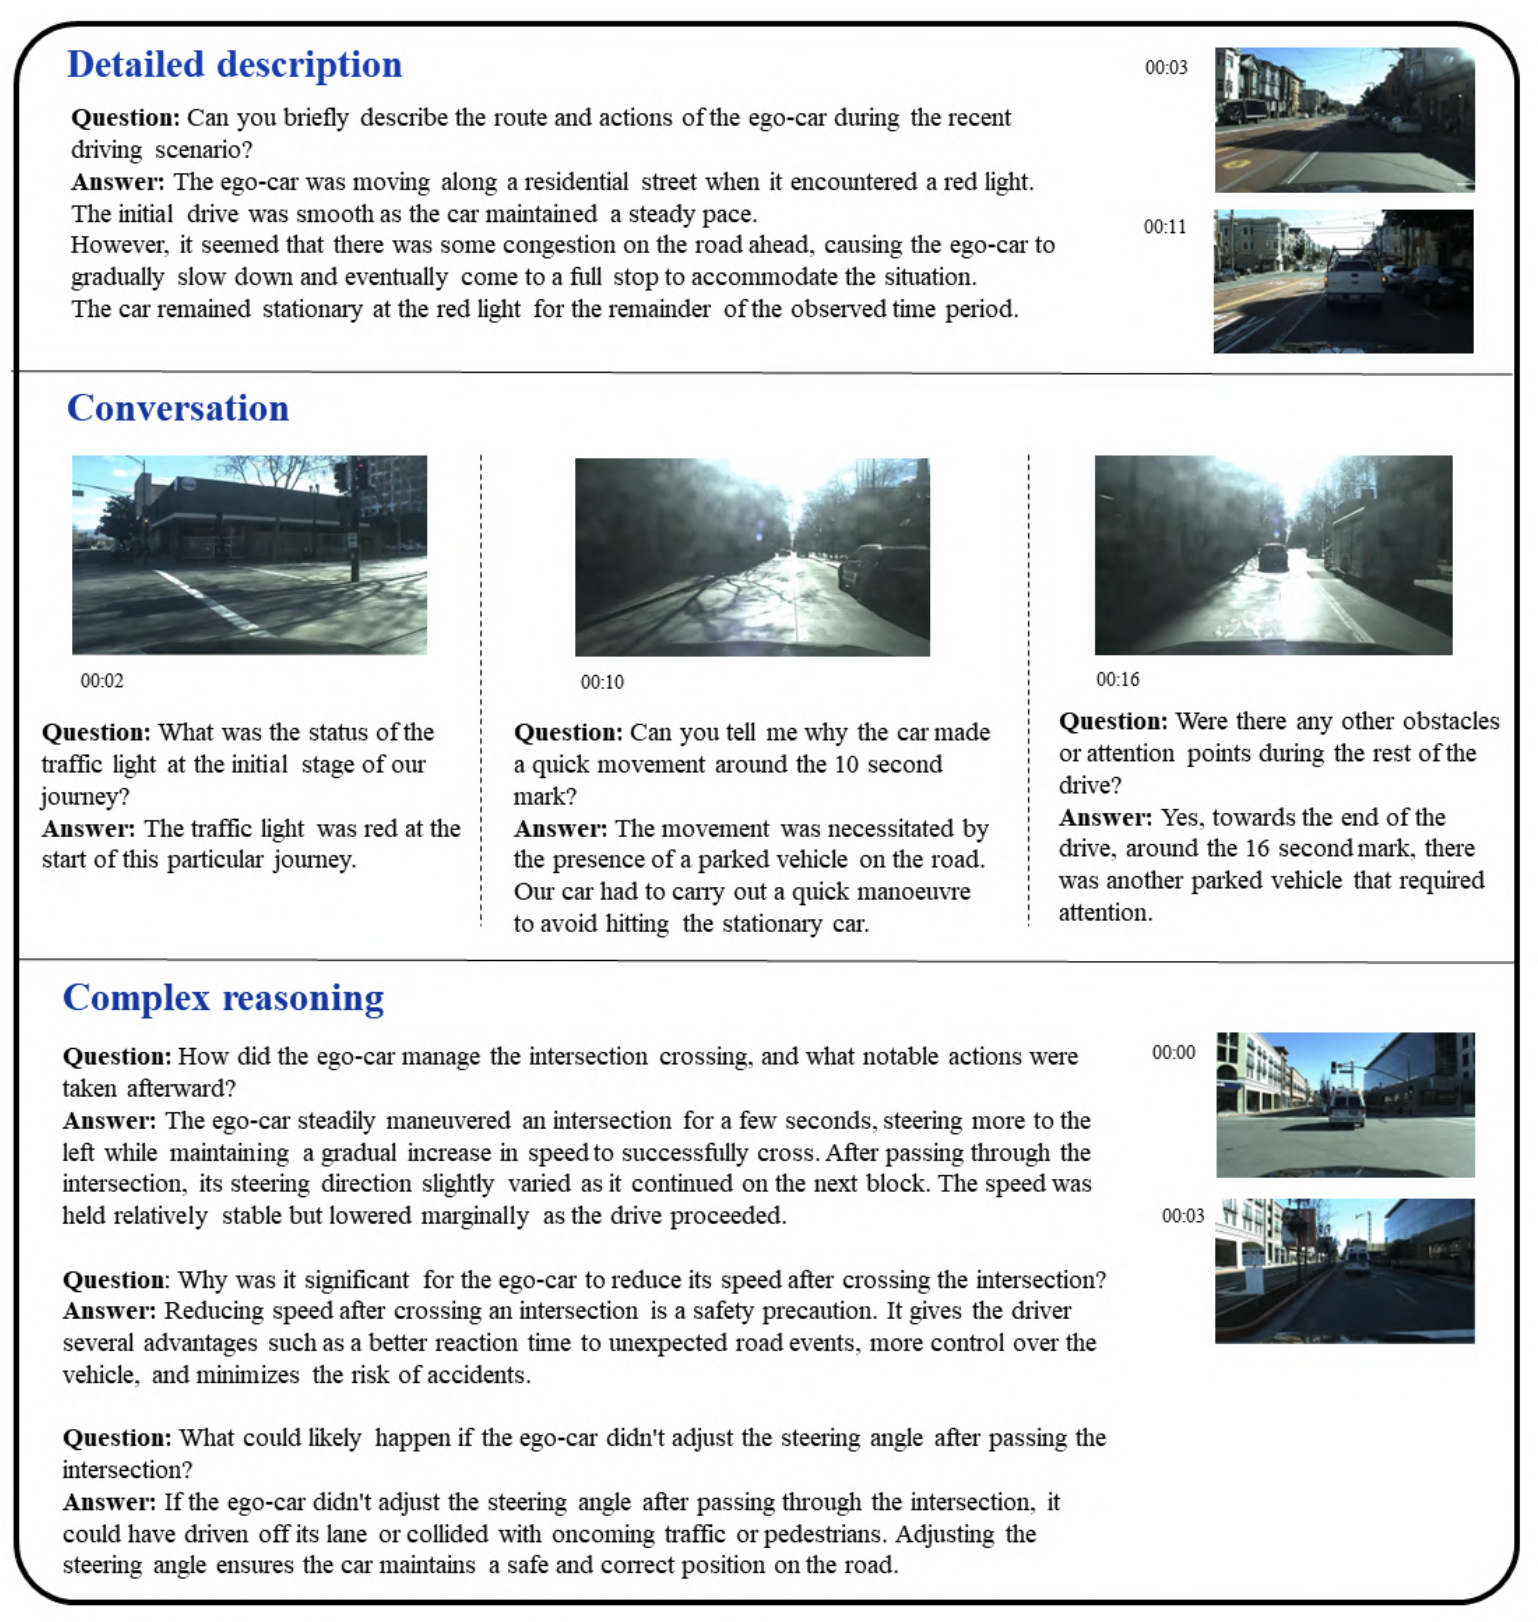 Detailed description
00:03
Question: Can you briefly describe the route and actions of the ego-car during the recent
driving scenario?
Answer: The ego-car was moving along a residential street when it encountered a red light.
The initial drive was smooth as the car maintained a steady pace.
00:11
However, it seemed that there was some congestion on the road ahead, causing the ego-car to
gradually slow down and eventually come to a full stop to accommodate the situation.
The car remained stationary at the red light for the remainder of the observed time period.
Conversation
00:02
Question: What was the status of the
traffic light at the initial stage of our
journey?
Answer: The traffic light was red at the
start of this particular journey.
00:10
Question: Can you tell me why the car made
a quick movement around the 10 second
mark?
Answer: The movement was necessitated by
the presence of a parked vehicle on the road.
Our car had to carry out a quick manoeuvre
to avoid hitting the stationary car.
00:16
Question: Were there any other obstacles
or attention points during the rest of the
drive?
Answer: Yes, towards the end of the
drive, around the 16 second mark, there
was another parked vehicle that required
attention.
Complex reasoning
00:00
Question: How did the ego-car manage the intersection crossing, and what notable actions were
taken afterward?
Answer: The ego-car steadily maneuvered an intersection for a few seconds, steering more to the
left while maintaining a gradual increase in speed to successfully cross. After passing through the
intersection, its steering direction slightly varied as it continued on the next block. The speed was
held relatively stable but lowered marginally as the drive proceeded.
00:03
Question: Why was it significant for the ego-car to reduce its speed after crossing the intersection?
Answer: Reducing speed after crossing an intersection is a safety precaution. It gives the driver
several advantages such as a better reaction time to unexpected road events, more control over the
vehicle, and minimizes the risk of accidents.
Question: What could likely happen if the ego-car didn't adjust the steering angle after passing the
intersection?
Answer: If the ego-car didn't adjust the steering angle after passing through the intersection, it
could have driven off its lane or collided with oncoming traffic or pedestrians. Adjusting the
steering angle ensures the car maintains a safe and correct position on the road.